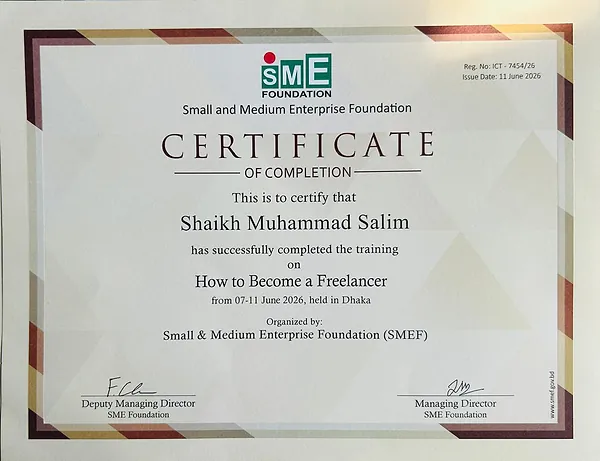 SME
FOUNDATION
Small and Medium Enterprise Foundation
Reg. No: ICT - 7454/26
Issue Date: 11 June 2026
CERTIFICATE
OF COMPLETION
This is to certify that
Shaikh Muhammad Salim
has successfully completed the training
on
How to Become a Freelancer
from 07-11 June 2026, held in Dhaka
Organized by:
Small & Medium Enterprise Foundation (SMEF)
Deputy Managing Director
SME Foundation
Managing Director
SME Foundation
www.smef.gov.bd